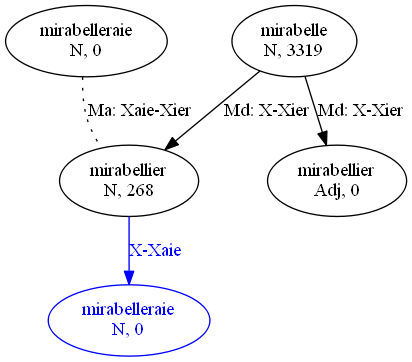 mirabelleraie
N, 0
mirabelle
N, 3319
Ma: Xaie-Xier
Md: X-Xier
Md: X-Xier
mirabellier
N, 268
mirabellier
Adj, 0
X-Xaie
mirabelleraie
N, 0